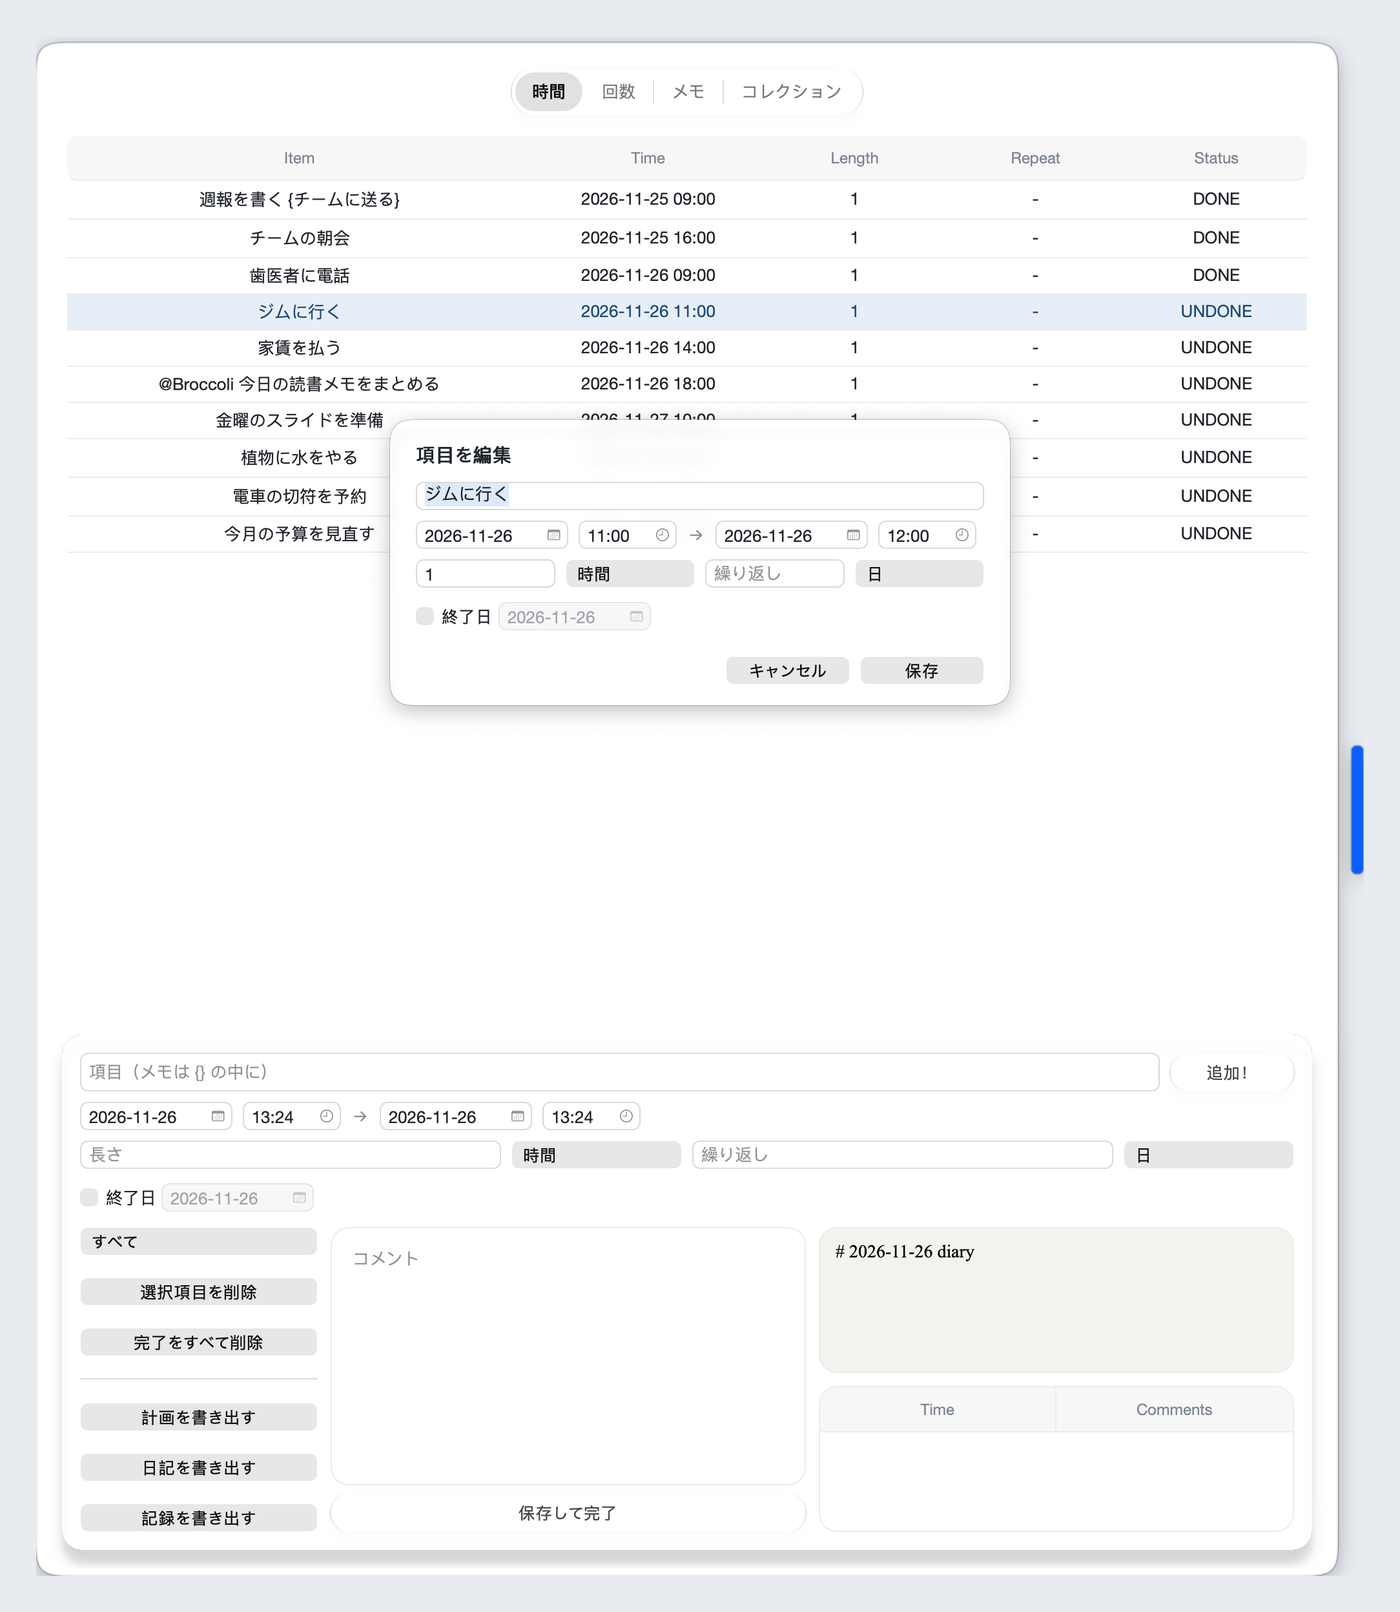 時間 回数 メモ コレクション
Item Time Length Repeat Status
週報を書く {チームに送る} 2026-11-25 09:00 1 - DONE
チームの朝会 2026-11-25 16:00 1 - DONE
歯医者に電話 2026-11-26 09:00 1 - DONE
ジムに行く 2026-11-26 11:00 1 - UNDONE
家賃を払う 2026-11-26 14:00 1 - UNDONE
@Broccoli 今日の読書メモをまとめる 2026-11-26 18:00 1 - UNDONE
金曜のスライドを準備 2026-11-27 10:00 1 - UNDONE
植物に水をやる - UNDONE
電車の切符を予約 - UNDONE
今月の予算を見直す - UNDONE
項目を編集
ジムに行く
2026-11-26 11:00 → 2026-11-26 12:00
1 時間 繰り返し 日
終了日 2026-11-26
キャンセル 保存
項目（メモは {} の中に） 追加！
2026-11-26 13:24 → 2026-11-26 13:24
長さ 時間 繰り返し 日
終了日 2026-11-26
すべて
選択項目を削除
完了をすべて削除
計画を書き出す
日記を書き出す
記録を書き出す
コメント
保存して完了
# 2026-11-26 diary
Time Comments